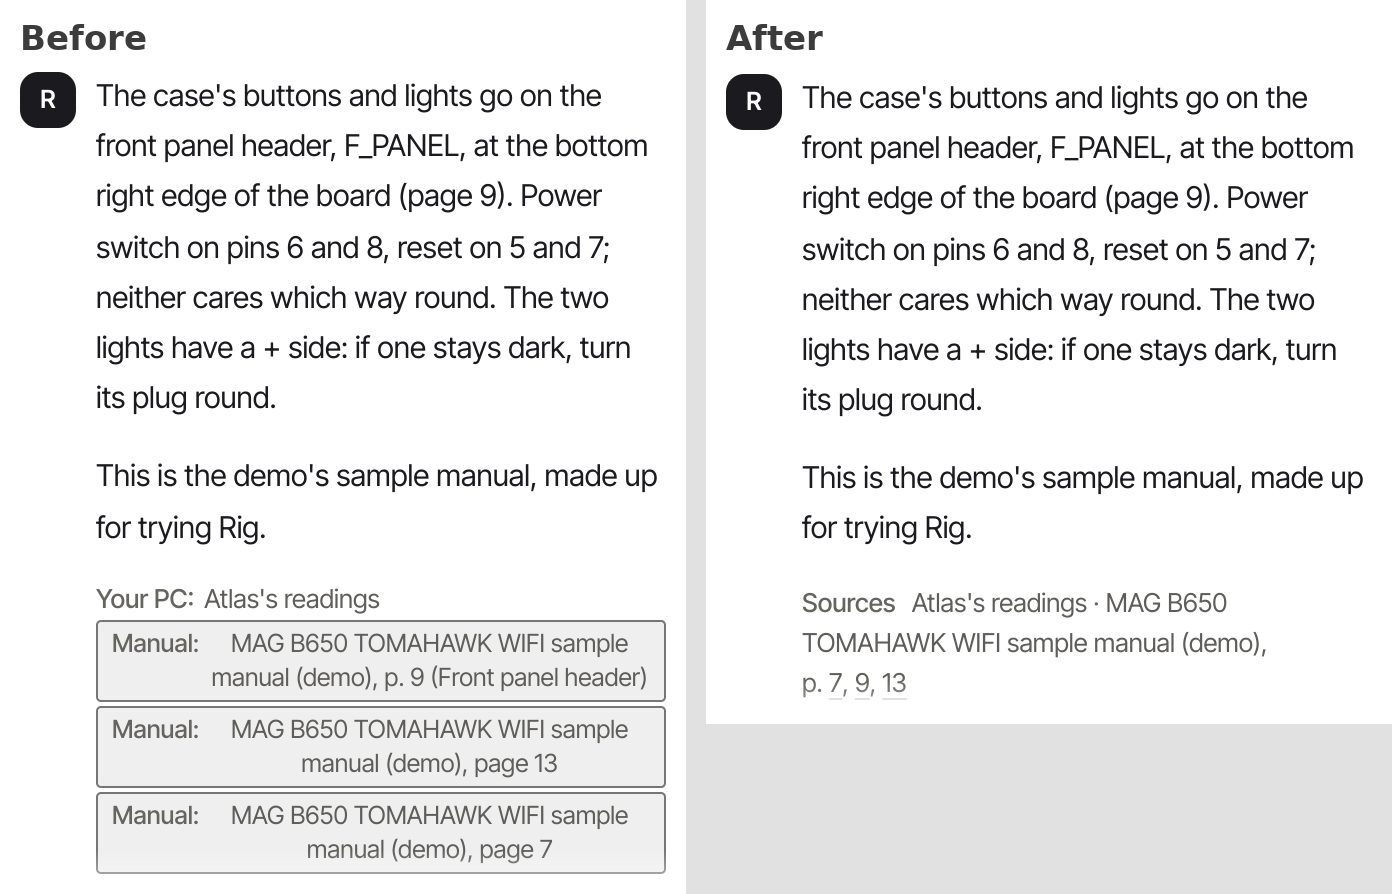 Before
R
The case's buttons and lights go on the
front panel header, F_PANEL, at the bottom
right edge of the board (page 9). Power
switch on pins 6 and 8, reset on 5 and 7;
neither cares which way round. The two
lights have a + side: if one stays dark, turn
its plug round.
This is the demo's sample manual, made up
for trying Rig.
Your PC: Atlas's readings
Manual: MAG B650 TOMAHAWK WIFI sample
manual (demo), p. 9 (Front panel header)
Manual: MAG B650 TOMAHAWK WIFI sample
manual (demo), page 13
Manual: MAG B650 TOMAHAWK WIFI sample
manual (demo), page 7
After
R
The case's buttons and lights go on the
front panel header, F_PANEL, at the bottom
right edge of the board (page 9). Power
switch on pins 6 and 8, reset on 5 and 7;
neither cares which way round. The two
lights have a + side: if one stays dark, turn
its plug round.
This is the demo's sample manual, made up
for trying Rig.
Sources Atlas's readings · MAG B650
TOMAHAWK WIFI sample manual (demo),
p. 7, 9, 13